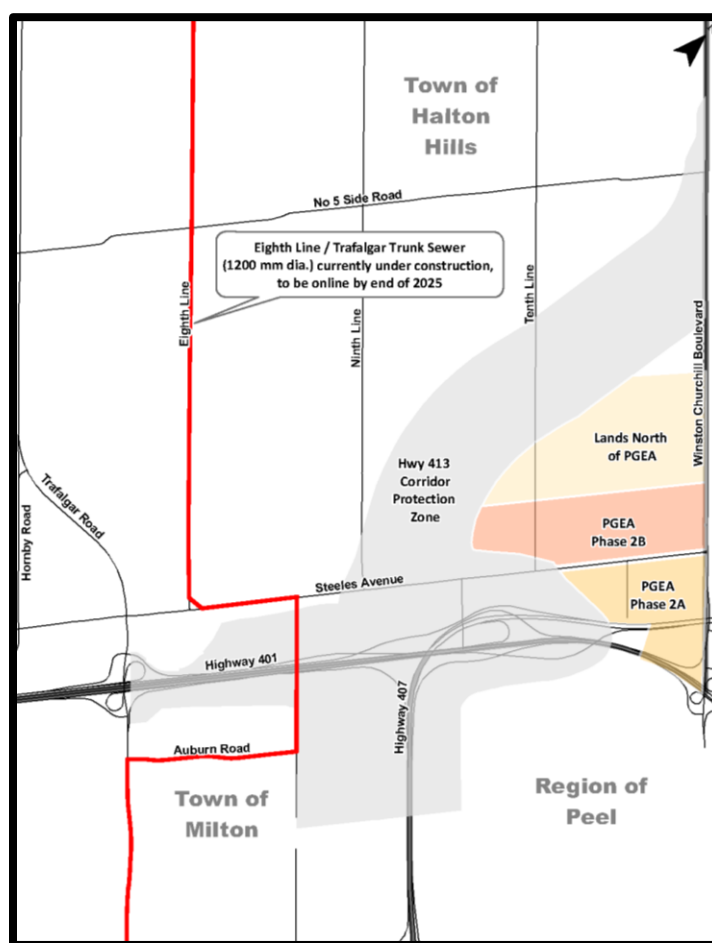 Town of
Halton
Hills
No 5 Side Road
Eighth Line / Trafalgar Trunk Sewer
(1200 mm dia.) currently under construction,
to be online by end of 2025
Eighth Line
Ninth Line
Tenth Line
Winston Churchill Boulevard
Lands North
of PGEA
Hwy 413
Corridor
Protection
Zone
Trafalgar Road
Hornby Road
PGEA
Phase 2B
Steeles Avenue
PGEA
Phase 2A
Highway 401
Highway 407
Auburn Road
Town of
Milton
Region of
Peel